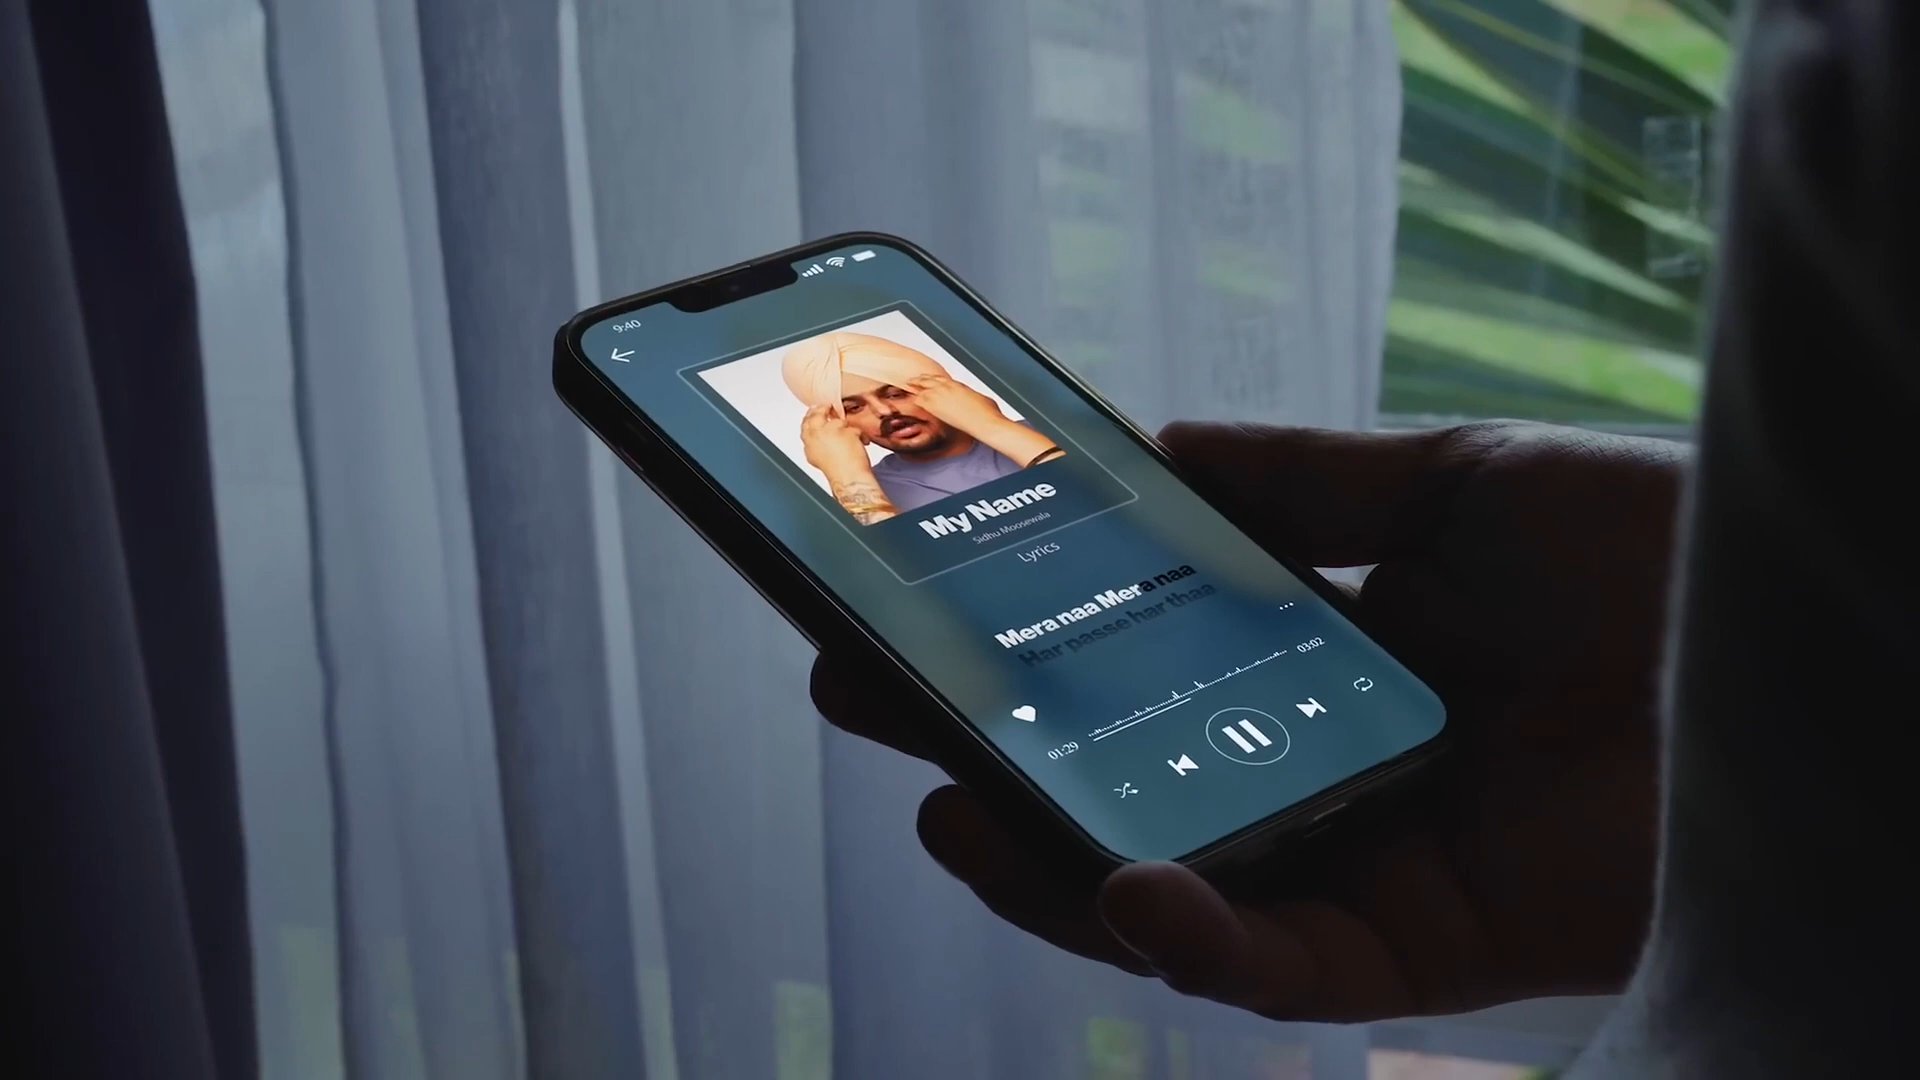 9:40
My Name
Sidhu Moosewala
Lyrics
Mera naa Mera naa
Har passe har thaa
03:02
01:29